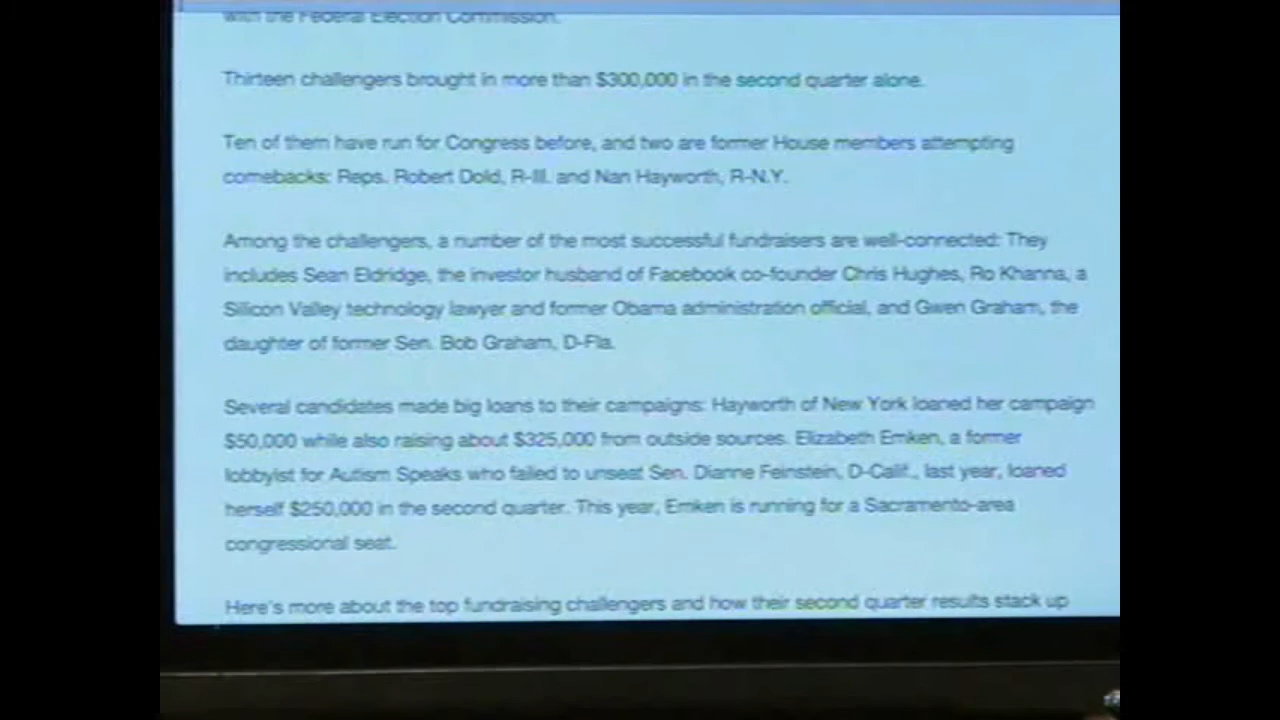 with the Federal Election Commission.
Thirteen challengers brought in more than $300,000 in the second quarter alone.
Ten of them have run for Congress before, and two are former House members attempting
comebacks: Reps. Robert Dold, R-Ill. and Nan Hayworth, R-N.Y.
Among the challengers, a number of the most successful fundraisers are well-connected: They
includes Sean Eldridge, the investor husband of Facebook co-founder Chris Hughes, Ro Khanna, a
Silicon Valley technology lawyer and former Obama administration official, and Gwen Graham, the
daughter of former Sen. Bob Graham, D-Fla.
Several candidates made big loans to their campaigns: Hayworth of New York loaned her campaign
$50,000 while also raising about $325,000 from outside sources. Elizabeth Emken, a former
lobbyist for Autism Speaks who failed to unseat Sen. Dianne Feinstein, D-Calif., last year, loaned
herself $250,000 in the second quarter. This year, Emken is running for a Sacramento-area
congressional seat.
Here's more about the top fundraising challengers and how their second quarter results stack up